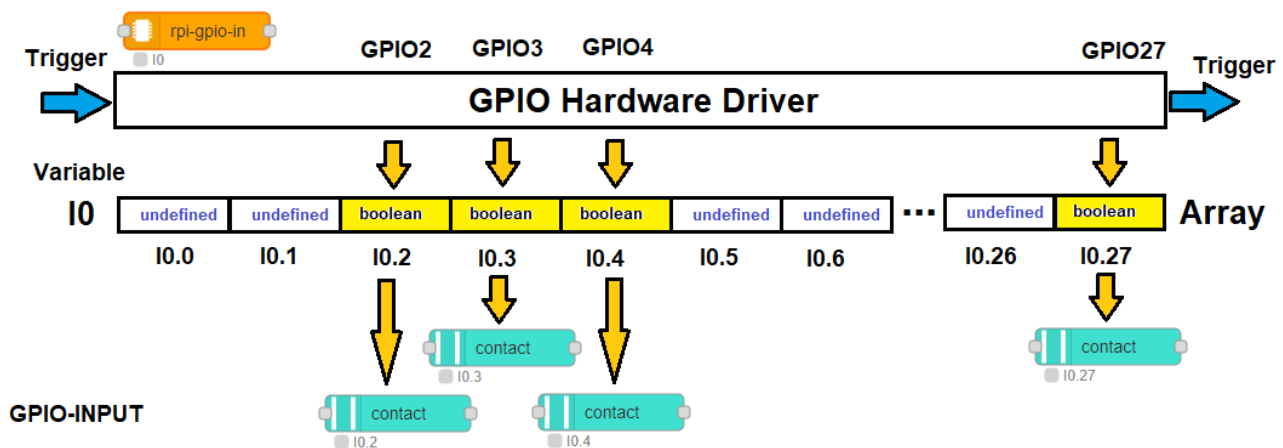 rpi-gpio-in
I0
Trigger
GPIO2 GPIO3 GPIO4 GPIO27
Trigger
GPIO Hardware Driver
Variable
I0 undefined undefined boolean boolean boolean undefined undefined ... undefined boolean Array
I0.0 I0.1 I0.2 I0.3 I0.4 I0.5 I0.6 I0.26 I0.27
contact contact
I0.3 I0.27
GPIO-INPUT contact contact
I0.2 I0.4